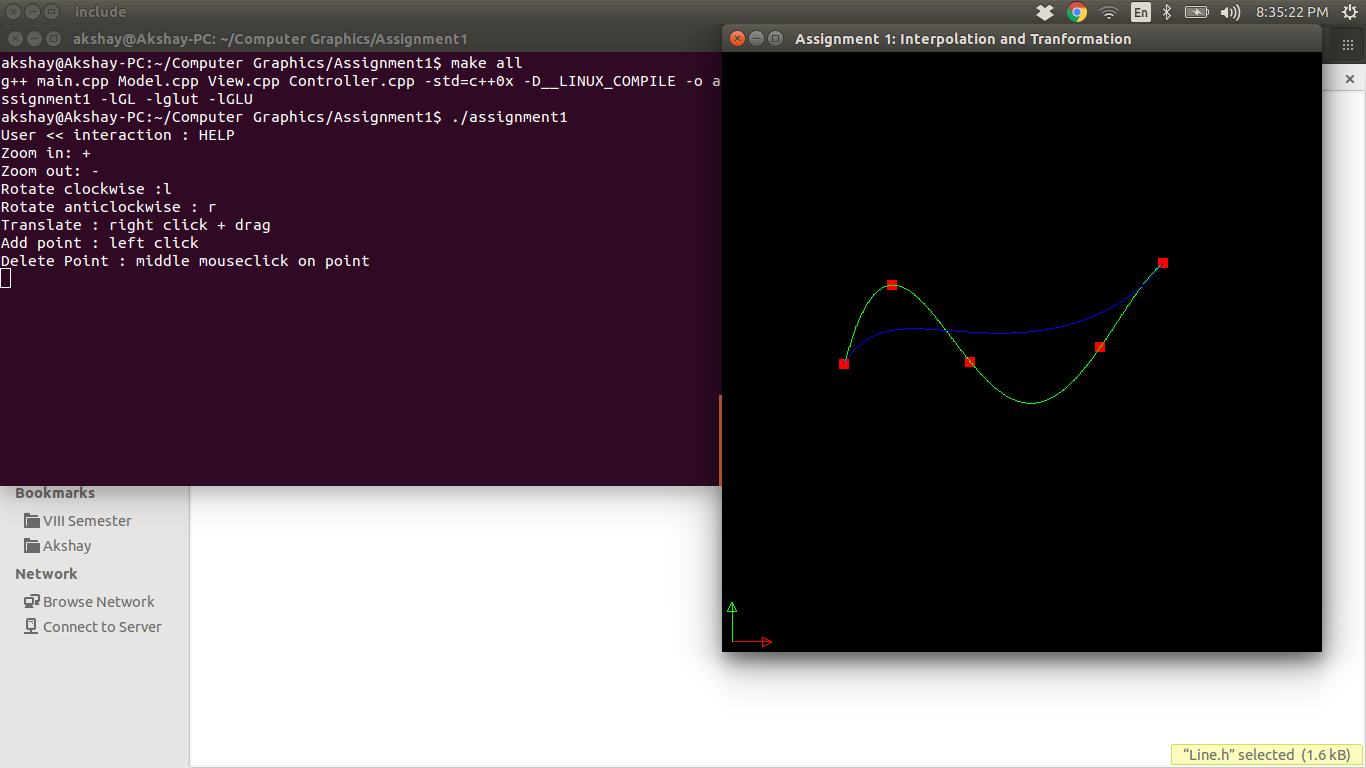 include
En
8:35:22 PM
akshay@Akshay-PC: ~/Computer Graphics/Assignment1
akshay@Akshay-PC:~/Computer Graphics/Assignment1$ make all
g++ main.cpp Model.cpp View.cpp Controller.cpp -std=c++0x -D__LINUX_COMPILE -o a
ssignment1 -lGL -lglut -lGLU
akshay@Akshay-PC:~/Computer Graphics/Assignment1$ ./assignment1
User << interaction : HELP
Zoom in: +
Zoom out: -
Rotate clockwise :l
Rotate anticlockwise : r
Translate : right click + drag
Add point : left click
Delete Point : middle mouseclick on point
Assignment 1: Interpolation and Tranformation
Bookmarks
VIII Semester
Akshay
Network
Browse Network
Connect to Server
“Line.h” selected (1.6 kB)